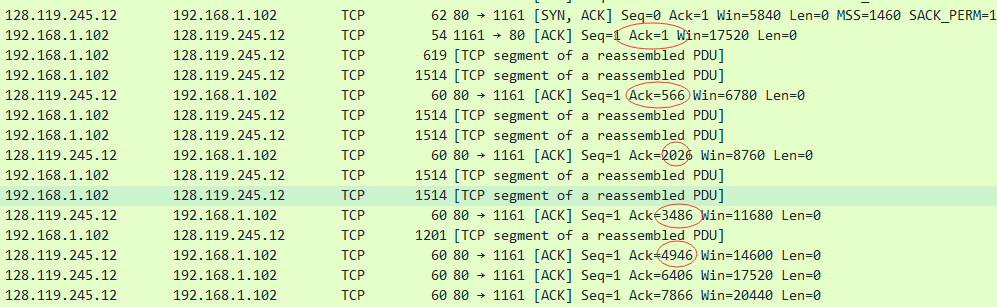 128.119.245.12 192.168.1.102 TCP 62 80 → 1161 [SYN, ACK] Seq=0 Ack=1 Win=5840 Len=0 MSS=1460 SACK_PERM=1
192.168.1.102 128.119.245.12 TCP 54 1161 → 80 [ACK] Seq=1 Ack=1 Win=17520 Len=0
192.168.1.102 128.119.245.12 TCP 619 [TCP segment of a reassembled PDU]
192.168.1.102 128.119.245.12 TCP 1514 [TCP segment of a reassembled PDU]
128.119.245.12 192.168.1.102 TCP 60 80 → 1161 [ACK] Seq=1 Ack=566 Win=6780 Len=0
192.168.1.102 128.119.245.12 TCP 1514 [TCP segment of a reassembled PDU]
192.168.1.102 128.119.245.12 TCP 1514 [TCP segment of a reassembled PDU]
128.119.245.12 192.168.1.102 TCP 60 80 → 1161 [ACK] Seq=1 Ack=2026 Win=8760 Len=0
192.168.1.102 128.119.245.12 TCP 1514 [TCP segment of a reassembled PDU]
192.168.1.102 128.119.245.12 TCP 1514 [TCP segment of a reassembled PDU]
128.119.245.12 192.168.1.102 TCP 60 80 → 1161 [ACK] Seq=1 Ack=3486 Win=11680 Len=0
192.168.1.102 128.119.245.12 TCP 1201 [TCP segment of a reassembled PDU]
128.119.245.12 192.168.1.102 TCP 60 80 → 1161 [ACK] Seq=1 Ack=4946 Win=14600 Len=0
128.119.245.12 192.168.1.102 TCP 60 80 → 1161 [ACK] Seq=1 Ack=6406 Win=17520 Len=0
128.119.245.12 192.168.1.102 TCP 60 80 → 1161 [ACK] Seq=1 Ack=7866 Win=20440 Len=0